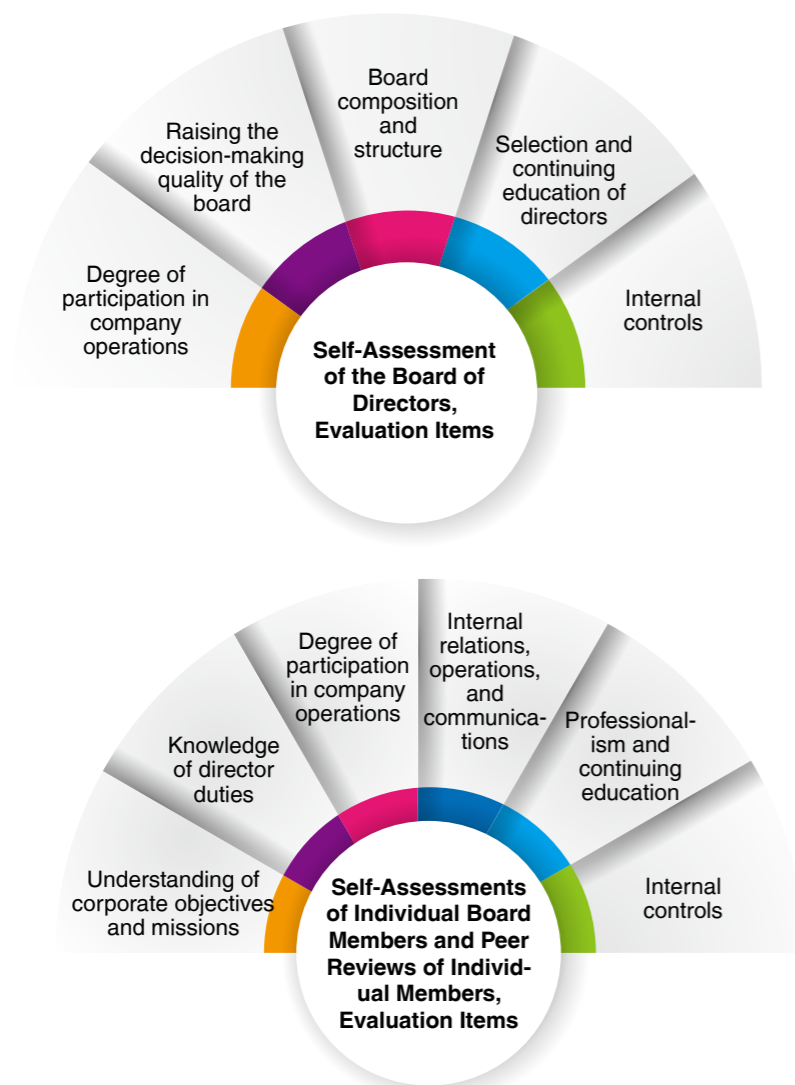 Degree of
participation in
company
operations
Raising the
decision-making
quality of the
board
Board
composition
and
structure
Selection and
continuing
education of
directors
Internal
controls
Self-Assessment
of the Board of
Directors,
Evaluation Items
Understanding of
corporate objectives
and missions
Knowledge
of director
duties
Degree of
participation
in company
operations
Internal
relations,
operations,
and
communica-
tions
Professional-
ism and
continuing
education
Internal
controls
Self-Assessments
of Individual Board
Members and Peer
Reviews of Individ-
ual Members,
Evaluation Items